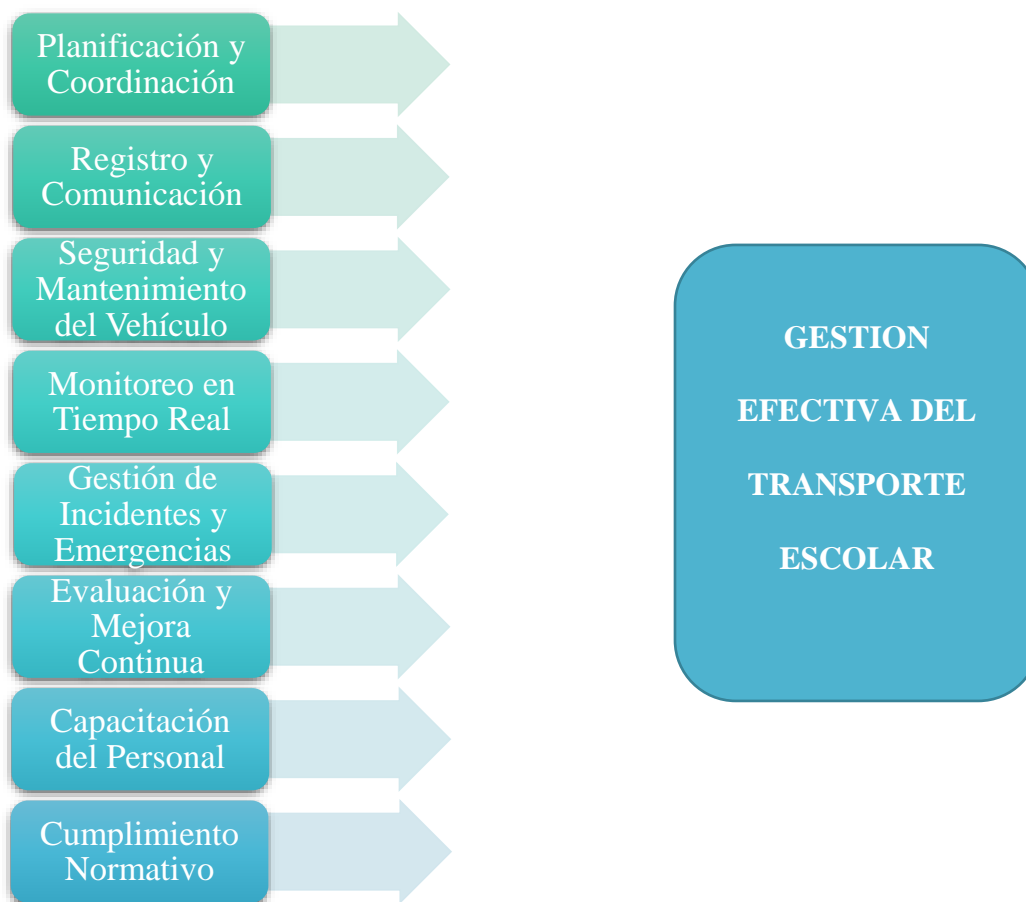 Planificación y
Coordinación
Registro y
Comunicación
Seguridad y
Mantenimiento
del Vehículo
Monitoreo en
Tiempo Real
Gestión de
Incidentes y
Emergencias
Evaluación y
Mejora
Continua
Capacitación
del Personal
Cumplimiento
Normativo
GESTION
EFECTIVA DEL
TRANSPORTE
ESCOLAR